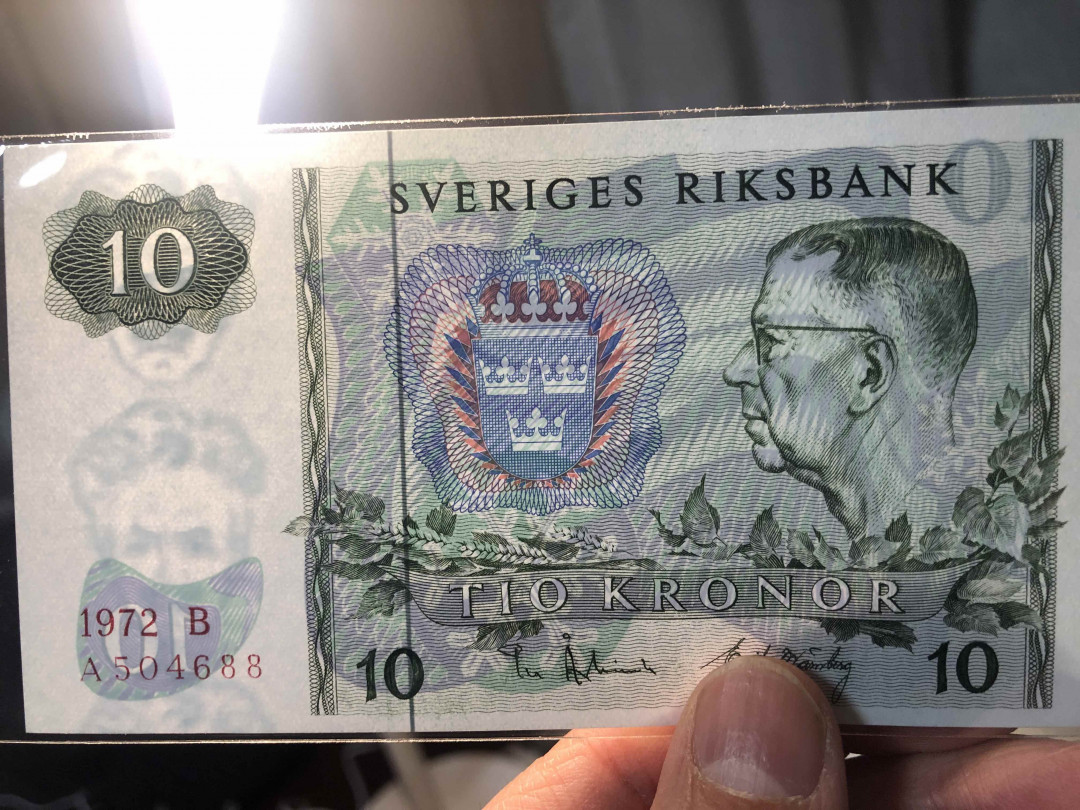 SVERIGES RIKSBANK
10
TIO KRONOR
1972 B
A504688
10
10